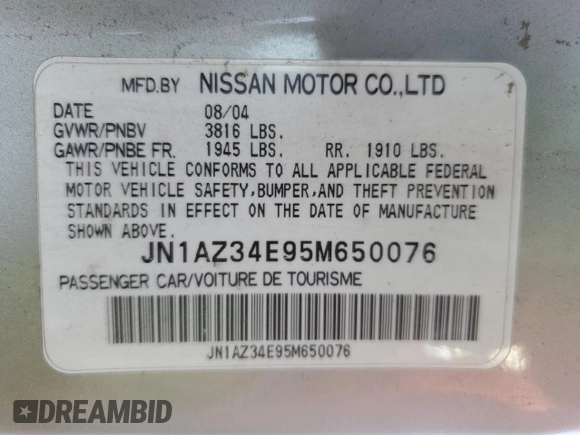 MFD.BY NISSAN MOTOR CO.,LTD
DATE 08/04
GVWR/PNBV 3816 LBS.
GAWR/PNBE FR. 1945 LBS. RR. 1910 LBS.
THIS VEHICLE CONFORMS TO ALL APPLICABLE FEDERAL
MOTOR VEHICLE SAFETY,BUMPER,AND THEFT PREVENTION
STANDARDS IN EFFECT ON THE DATE OF MANUFACTURE
SHOWN ABOVE.
JN1AZ34E95M650076
PASSENGER CAR/VOITURE DE TOURISME
JN1AZ34E95M650076
DREAMBID